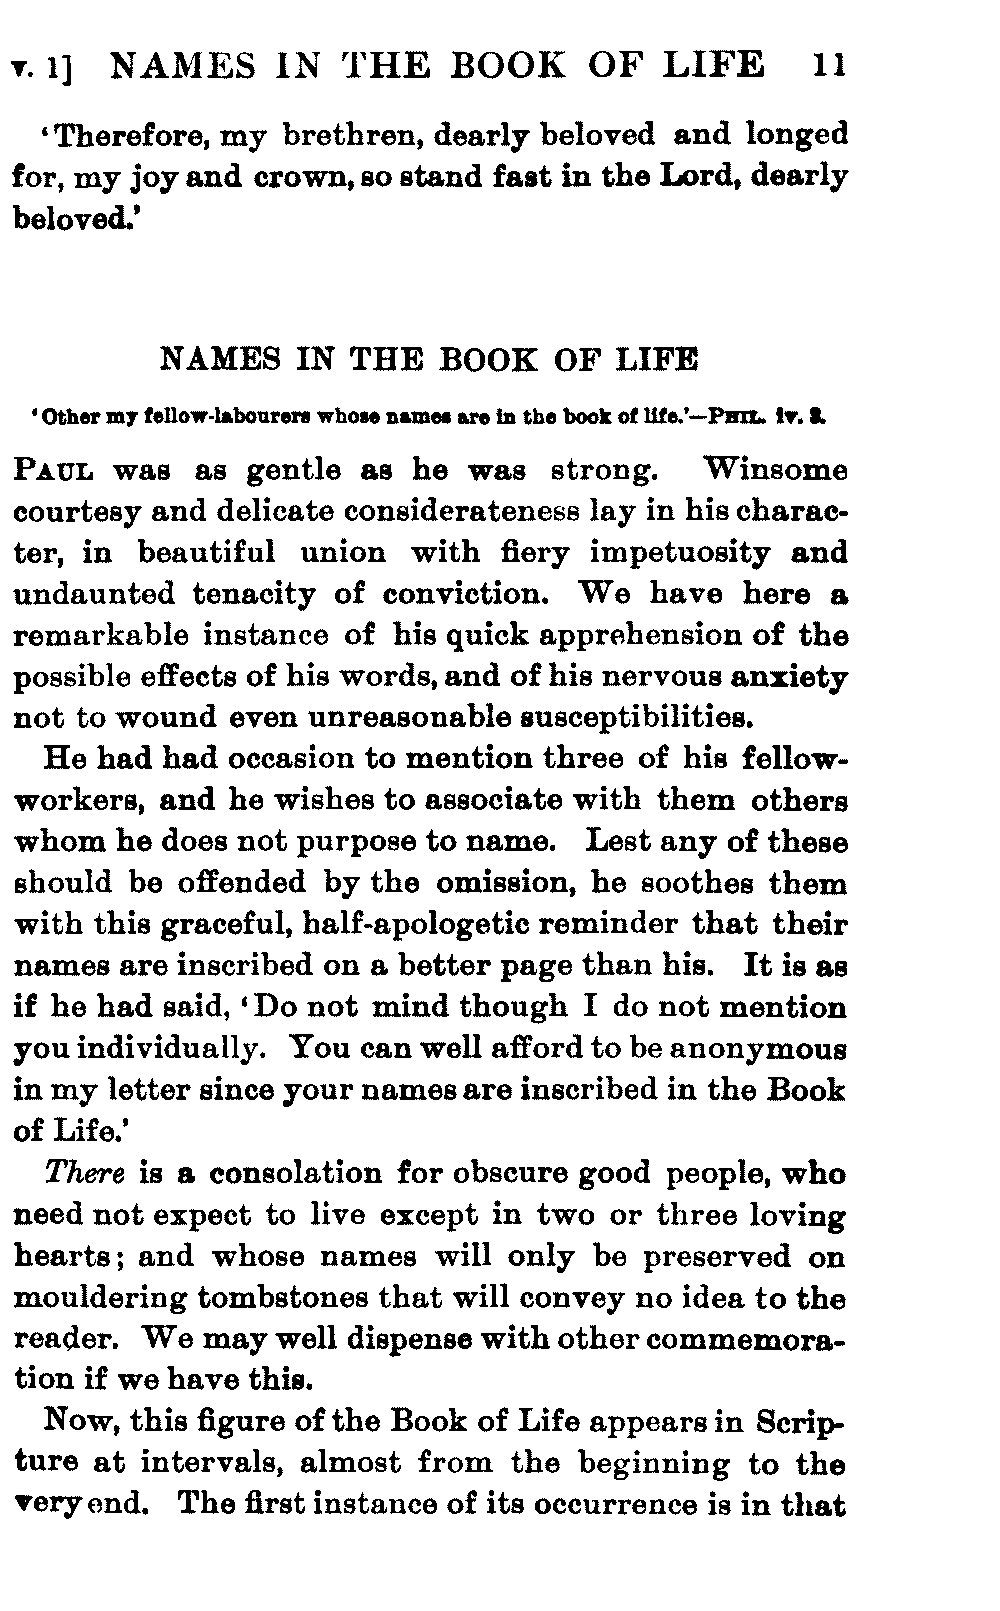 v. 1] NAMES IN THE BOOK OF LIFE 11
‘Therefore, my brethren, dearly beloved and longed
for, my joy and crown, so stand fast in the Lord, dearly
beloved.’
NAMES IN THE BOOK OF LIFE
‘Other my fellow-labourers whose names are in the book of life.’—PHIL. iv. 3.
PAUL was as gentle as he was strong. Winsome
courtesy and delicate considerateness lay in his charac-
ter, in beautiful union with fiery impetuosity and
undaunted tenacity of conviction. We have here a
remarkable instance of his quick apprehension of the
possible effects of his words, and of his nervous anxiety
not to wound even unreasonable susceptibilities.
He had had occasion to mention three of his fellow-
workers, and he wishes to associate with them others
whom he does not purpose to name. Lest any of these
should be offended by the omission, he soothes them
with this graceful, half-apologetic reminder that their
names are inscribed on a better page than his. It is as
if he had said, ‘Do not mind though I do not mention
you individually. You can well afford to be anonymous
in my letter since your names are inscribed in the Book
of Life.’
There is a consolation for obscure good people, who
need not expect to live except in two or three loving
hearts; and whose names will only be preserved on
mouldering tombstones that will convey no idea to the
reader. We may well dispense with other commemora-
tion if we have this.
Now, this figure of the Book of Life appears in Scrip-
ture at intervals, almost from the beginning to the
very end. The first instance of its occurrence is in that